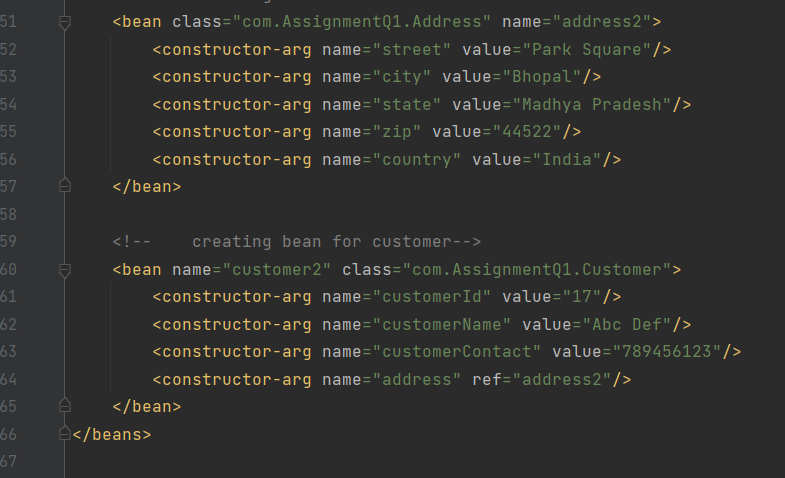 51 <bean class="com.AssignmentQ1.Address" name="address2">
52 <constructor-arg name="street" value="Park Square"/>
53 <constructor-arg name="city" value="Bhopal"/>
54 <constructor-arg name="state" value="Madhya Pradesh"/>
55 <constructor-arg name="zip" value="44522"/>
56 <constructor-arg name="country" value="India"/>
57 </bean>
58
59 <!-- creating bean for customer-->
60 <bean name="customer2" class="com.AssignmentQ1.Customer">
61 <constructor-arg name="customerId" value="17"/>
62 <constructor-arg name="customerName" value="Abc Def"/>
63 <constructor-arg name="customerContact" value="789456123"/>
64 <constructor-arg name="address" ref="address2"/>
65 </bean>
66 </beans>
67